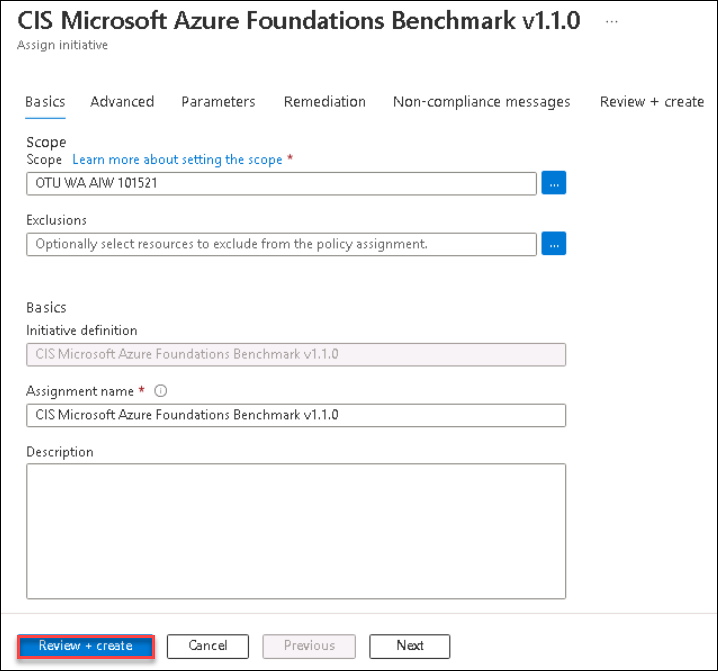 CIS Microsoft Azure Foundations Benchmark v1.1.0 ...
Assign initiative
Basics Advanced Parameters Remediation Non-compliance messages Review + create
Scope
Scope Learn more about setting the scope *
OTU WA AIW 101521 ...
Exclusions
Optionally select resources to exclude from the policy assignment. ...
Basics
Initiative definition
CIS Microsoft Azure Foundations Benchmark v1.1.0
Assignment name *
CIS Microsoft Azure Foundations Benchmark v1.1.0
Description
Review + create Cancel Previous Next